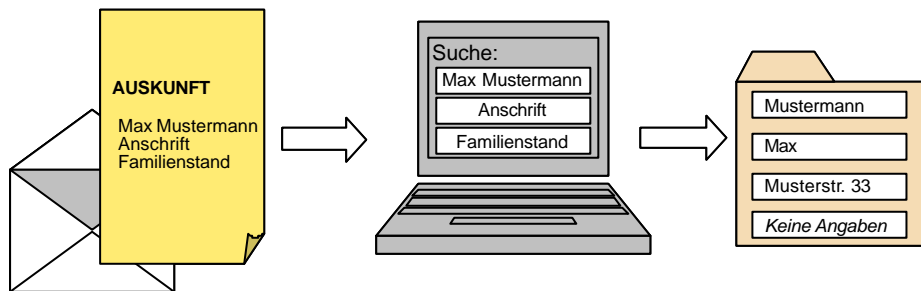 AUSKUNFT
Max Mustermann
Anschrift
Familienstand
Suche:
Max Mustermann
Anschrift
Familienstand
Mustermann
Max
Musterstr. 33
Keine Angaben